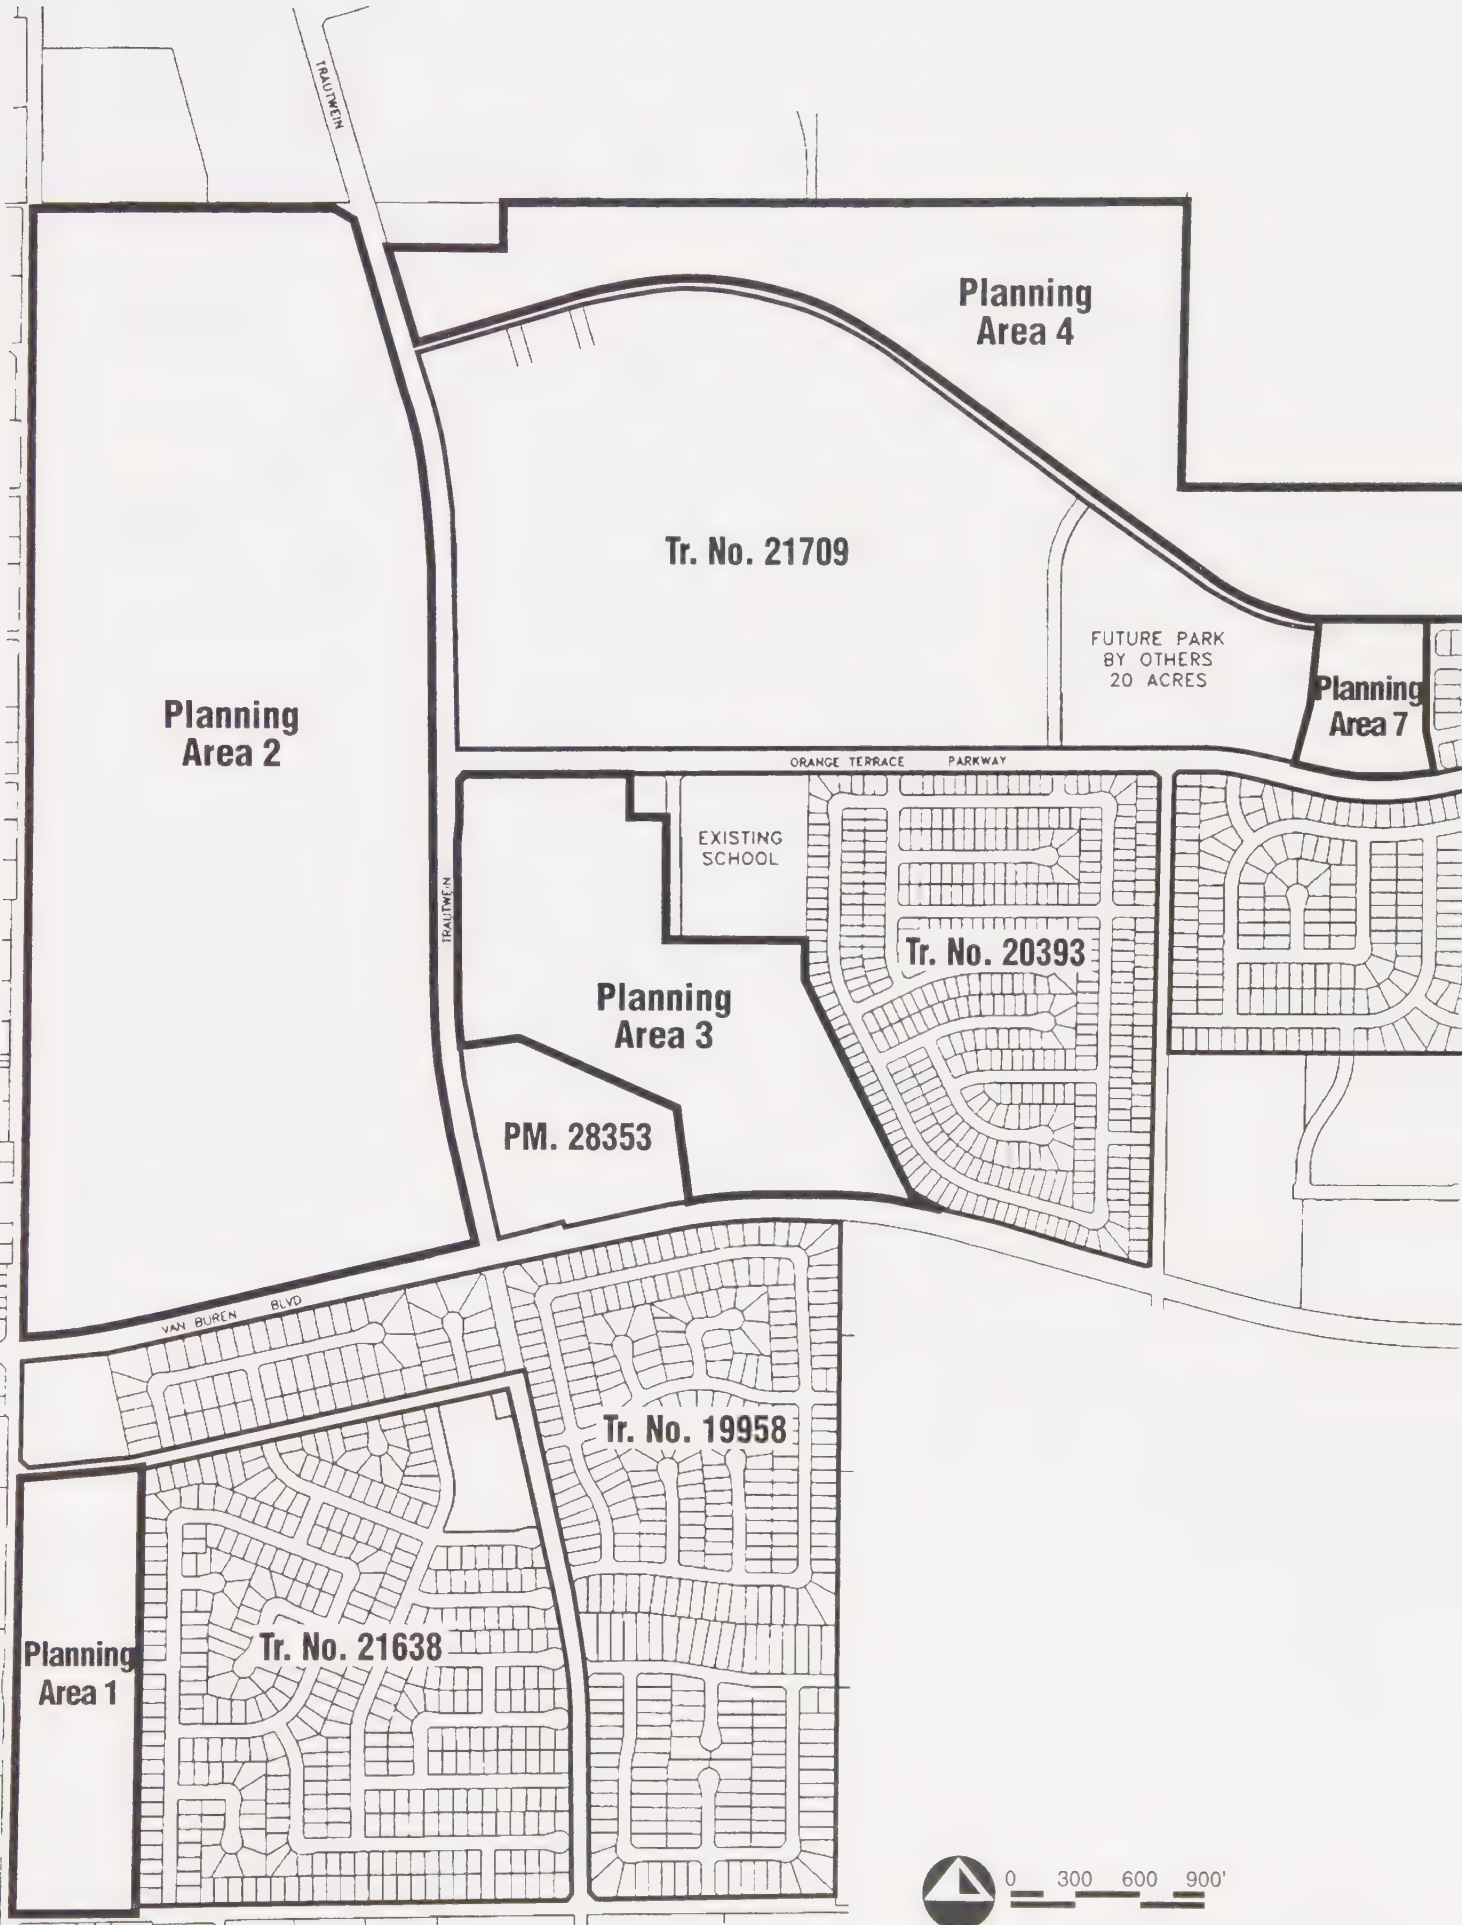 TRAUTWEIN
Planning
Area 4
Tr. No. 21709
FUTURE PARK
BY OTHERS
20 ACRES
Planning
Area 7
Planning
Area 2
ORANGE TERRACE PARKWAY
EXISTING
SCHOOL
TRAUTWEIN
Tr. No. 20393
Planning
Area 3
PM. 28353
VAN BUREN BLVD
Tr. No. 19958
Tr. No. 21638
Planning
Area 1
0 300 600 900'